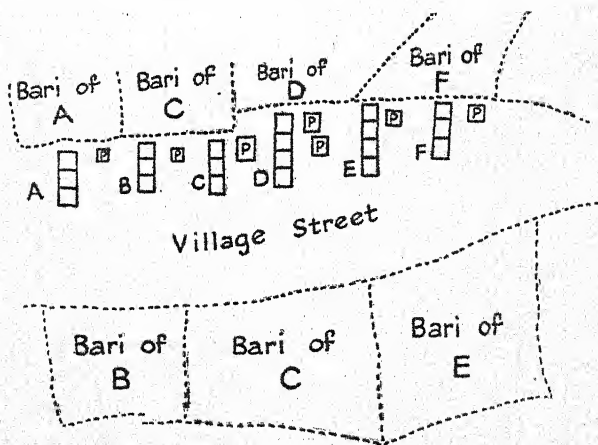 Bari of
A
Bari of
C
Bari of
D
Bari of
F
P P P P P P P
A B C D E F
Village Street
Bari of
B
Bari of
C
Bari of
E